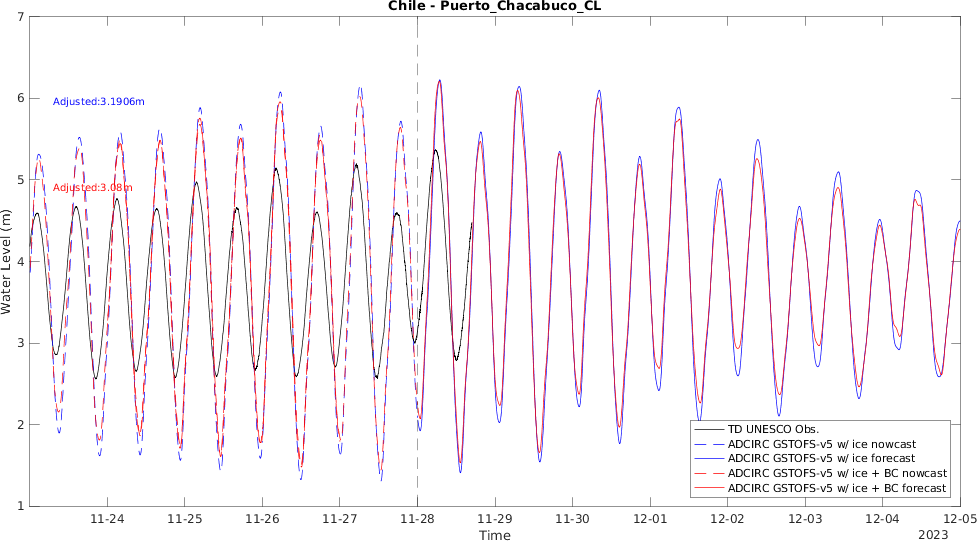 Chile - Puerto_Chacabuco_CL
7
6
5
4
3
2
1
Water Level (m)
Adjusted:3.1906m
Adjusted:3.08m
TD UNESCO Obs.
ADCIRC GSTOFS-v5 w/ ice nowcast
ADCIRC GSTOFS-v5 w/ ice forecast
ADCIRC GSTOFS-v5 w/ ice + BC nowcast
ADCIRC GSTOFS-v5 w/ ice + BC forecast
11-24 11-25 11-26 11-27 11-28 11-29 11-30 12-01 12-02 12-03 12-04 12-05
Time
2023